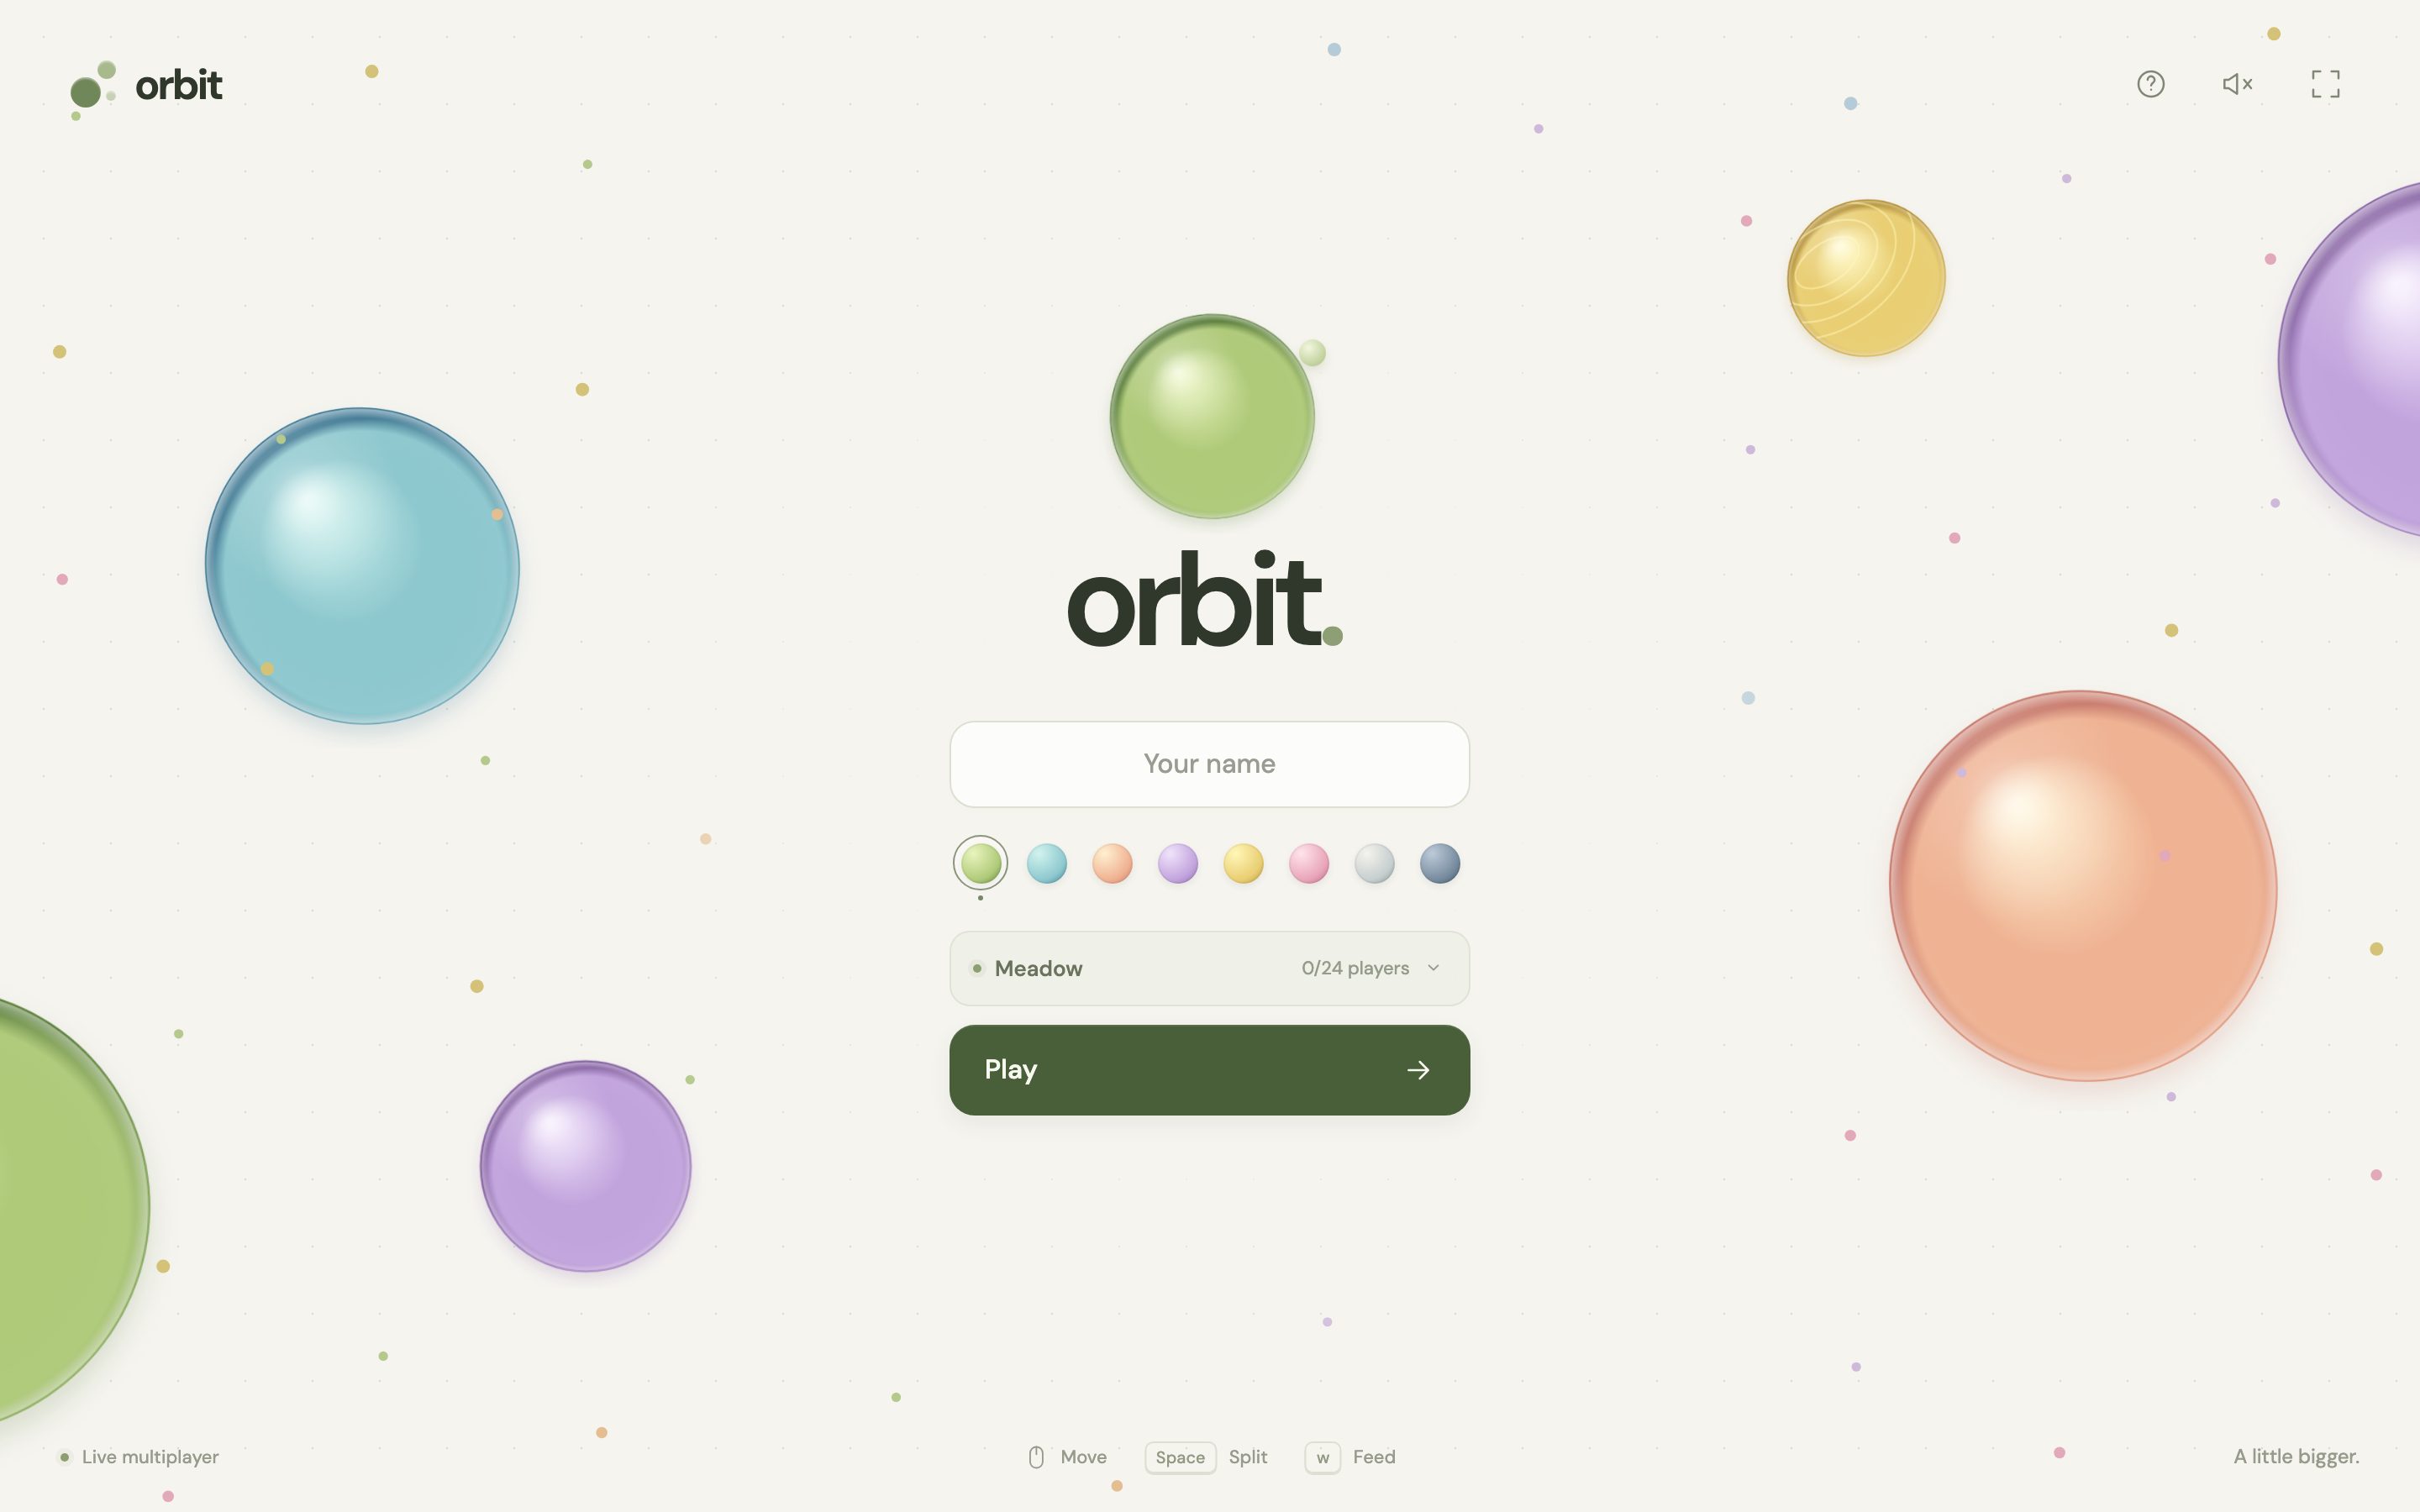 orbit
orbit.
Your name
Meadow 0/24 players
Play
Live multiplayer
Move Space Split w Feed
A little bigger.